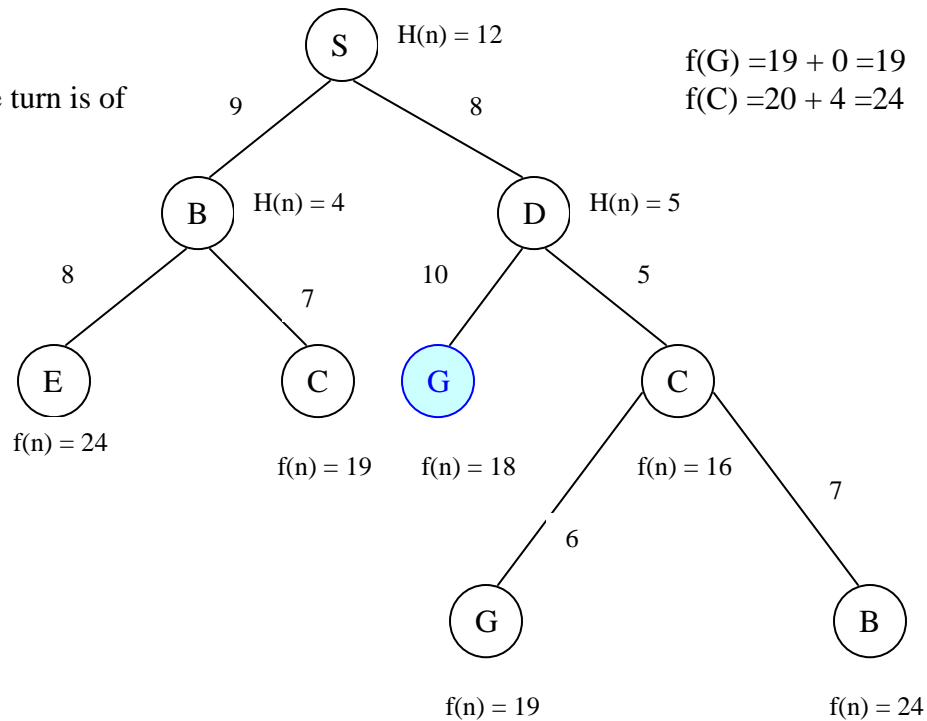 S
H(n) = 12
f(G) =19 + 0 =19
e turn is of
9
8
f(C) =20 + 4 =24
B
H(n) = 4
D
H(n) = 5
8
7
10
5
E
C
G
C
f(n) = 24
f(n) = 19
f(n) = 18
f(n) = 16
7
6
G
B
f(n) = 19
f(n) = 24